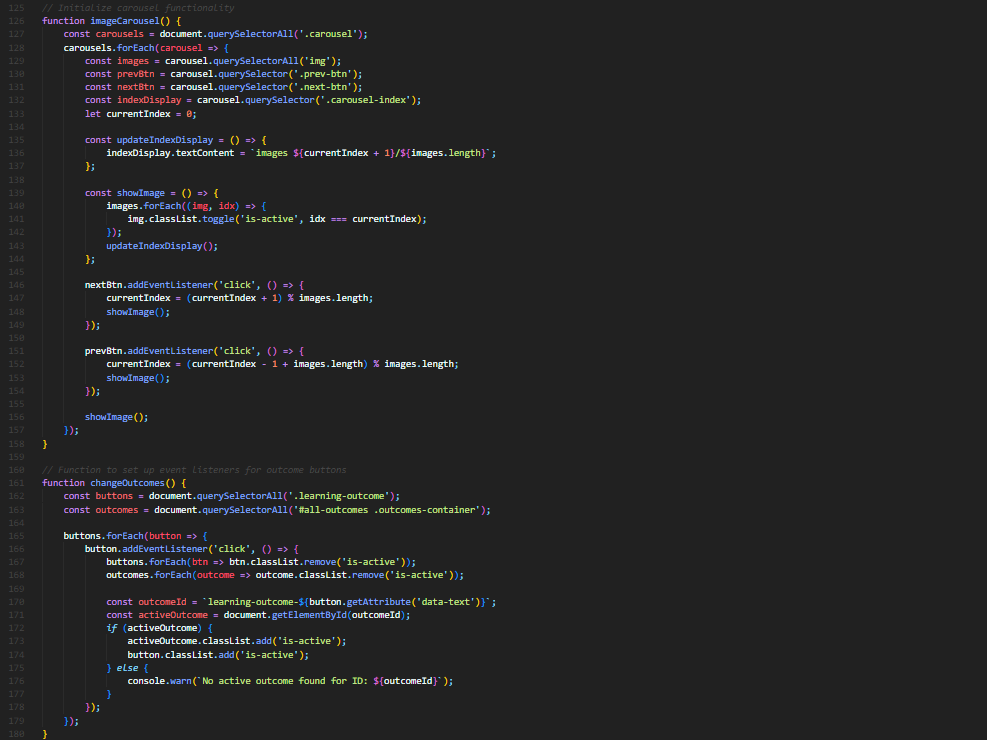 125 // Initialize carousel functionality
126 function imageCarousel() {
127     const carousels = document.querySelectorAll('.carousel');
128     carousels.forEach(carousel => {
129         const images = carousel.querySelectorAll('img');
130         const prevBtn = carousel.querySelector('.prev-btn');
131         const nextBtn = carousel.querySelector('.next-btn');
132         const indexDisplay = carousel.querySelector('.carousel-index');
133         let currentIndex = 0;
134
135         const updateIndexDisplay = () => {
136             indexDisplay.textContent = `images ${currentIndex + 1}/${images.length}`;
137         };
138
139         const showImage = () => {
140             images.forEach((img, idx) => {
141                 img.classList.toggle('is-active', idx === currentIndex);
142             });
143             updateIndexDisplay();
144         };
145
146         nextBtn.addEventListener('click', () => {
147             currentIndex = (currentIndex + 1) % images.length;
148             showImage();
149         });
150
151         prevBtn.addEventListener('click', () => {
152             currentIndex = (currentIndex - 1 + images.length) % images.length;
153             showImage();
154         });
155
156         showImage();
157     });
158 }
159
160 // Function to set up event listeners for outcome buttons
161 function changeOutcomes() {
162     const buttons = document.querySelectorAll('.learning-outcome');
163     const outcomes = document.querySelectorAll('#all-outcomes .outcomes-container');
164
165     buttons.forEach(button => {
166         button.addEventListener('click', () => {
167             buttons.forEach(btn => btn.classList.remove('is-active'));
168             outcomes.forEach(outcome => outcome.classList.remove('is-active'));
169
170             const outcomeId = `learning-outcome-${button.getAttribute('data-text')}`;
171             const activeOutcome = document.getElementById(outcomeId);
172             if (activeOutcome) {
173                 activeOutcome.classList.add('is-active');
174                 button.classList.add('is-active');
175             } else {
176                 console.warn(`No active outcome found for ID: ${outcomeId}`);
177             }
178         });
179     });
180 }